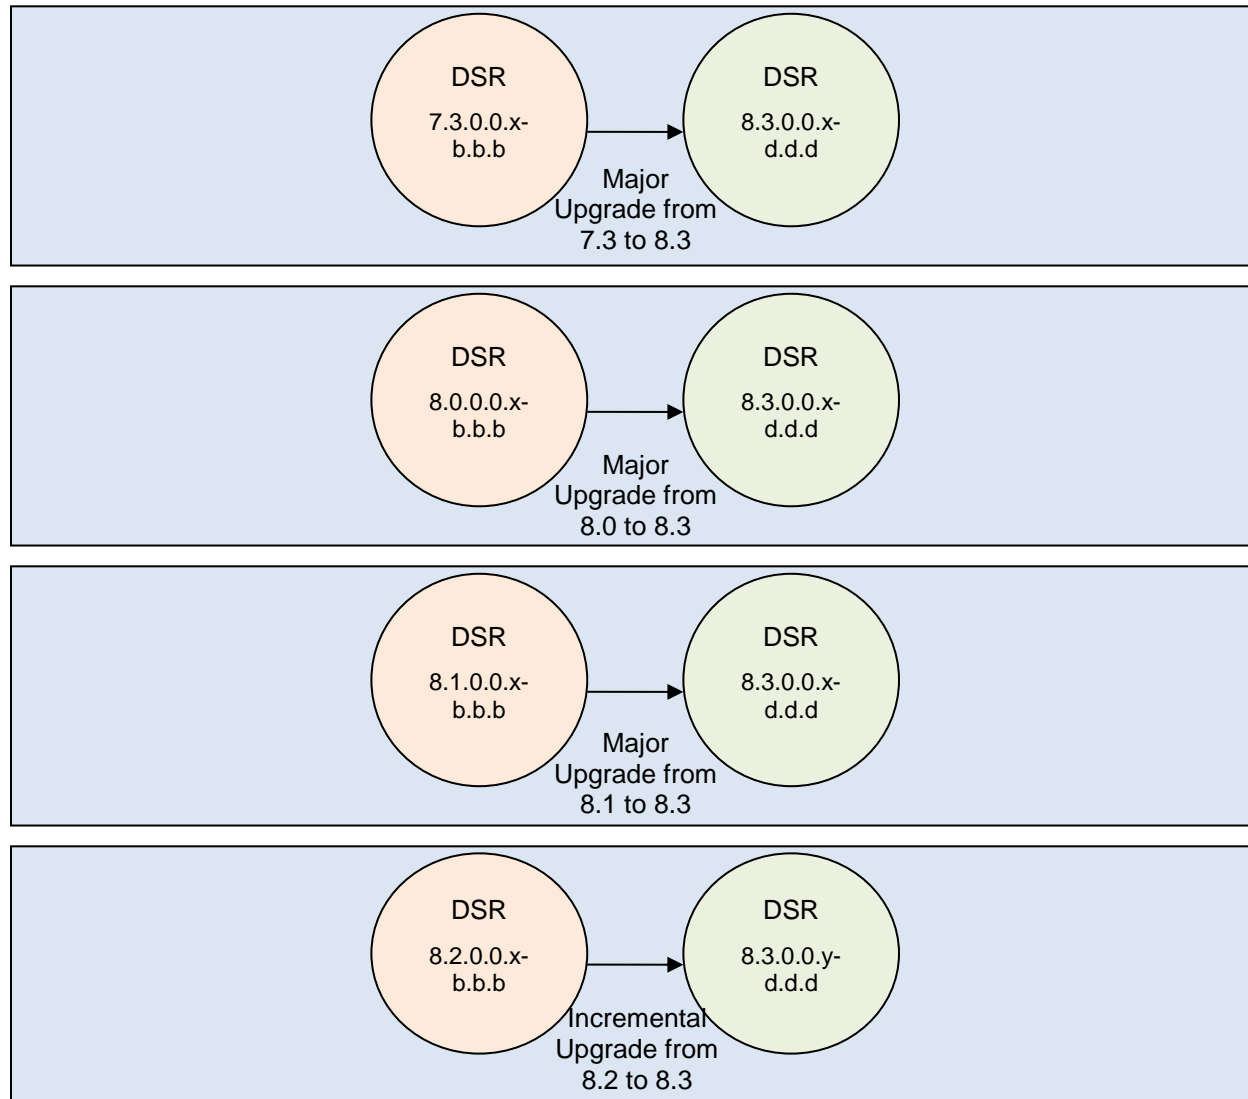 DSR
7.3.0.0.x-
b.b.b
DSR
8.3.0.0.x-
d.d.d
Major
Upgrade from
7.3 to 8.3
DSR
8.0.0.0.x-
b.b.b
DSR
8.3.0.0.x-
d.d.d
Major
Upgrade from
8.0 to 8.3
DSR
8.1.0.0.x-
b.b.b
DSR
8.3.0.0.x-
d.d.d
Major
Upgrade from
8.1 to 8.3
DSR
8.2.0.0.x-
b.b.b
DSR
8.3.0.0.y-
d.d.d
Incremental
Upgrade from
8.2 to 8.3